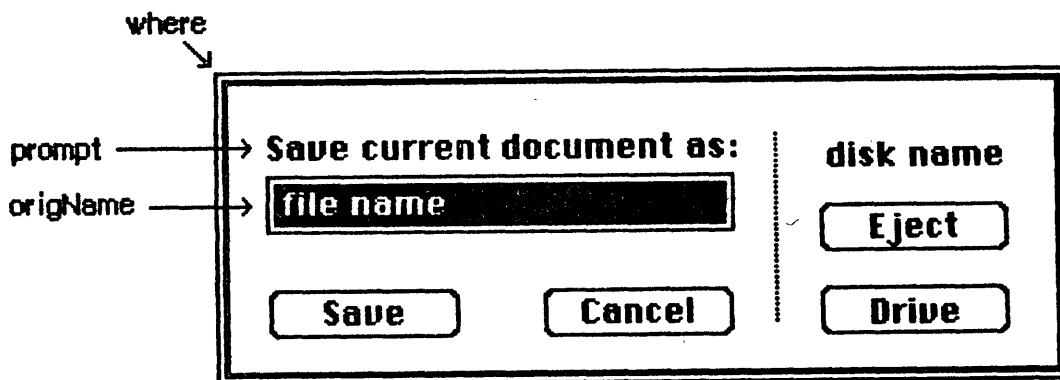 where
prompt
Save current document as:
disk name
origName
file name
Eject
Save
Cancel
Drive